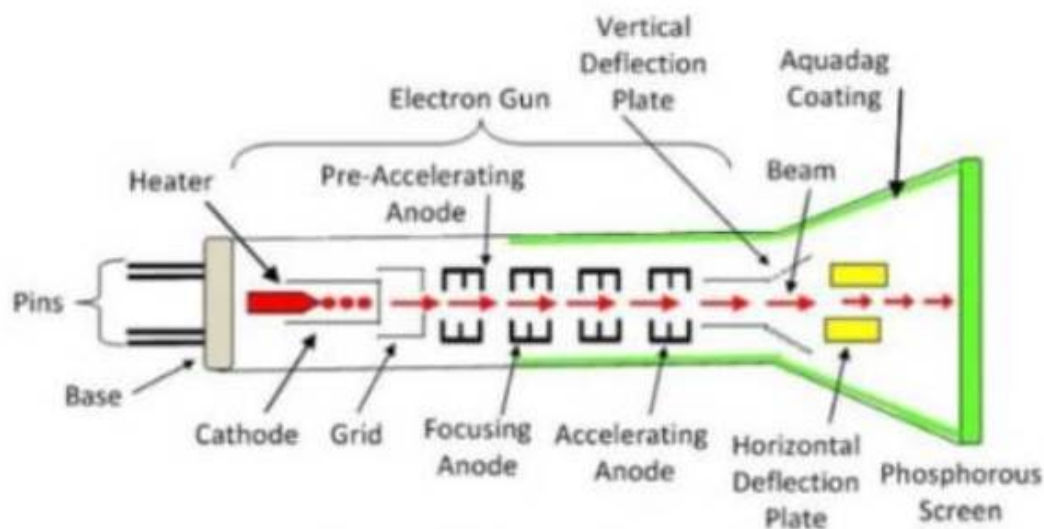 Vertical
Deflection
Plate
Aquadag
Coating
Electron Gun
Heater
Pre-Accelerating
Anode
Beam
Pins
Base
Cathode
Grid
Focusing
Anode
Accelerating
Anode
Horizontal
Deflection
Plate
Phosphorous
Screen